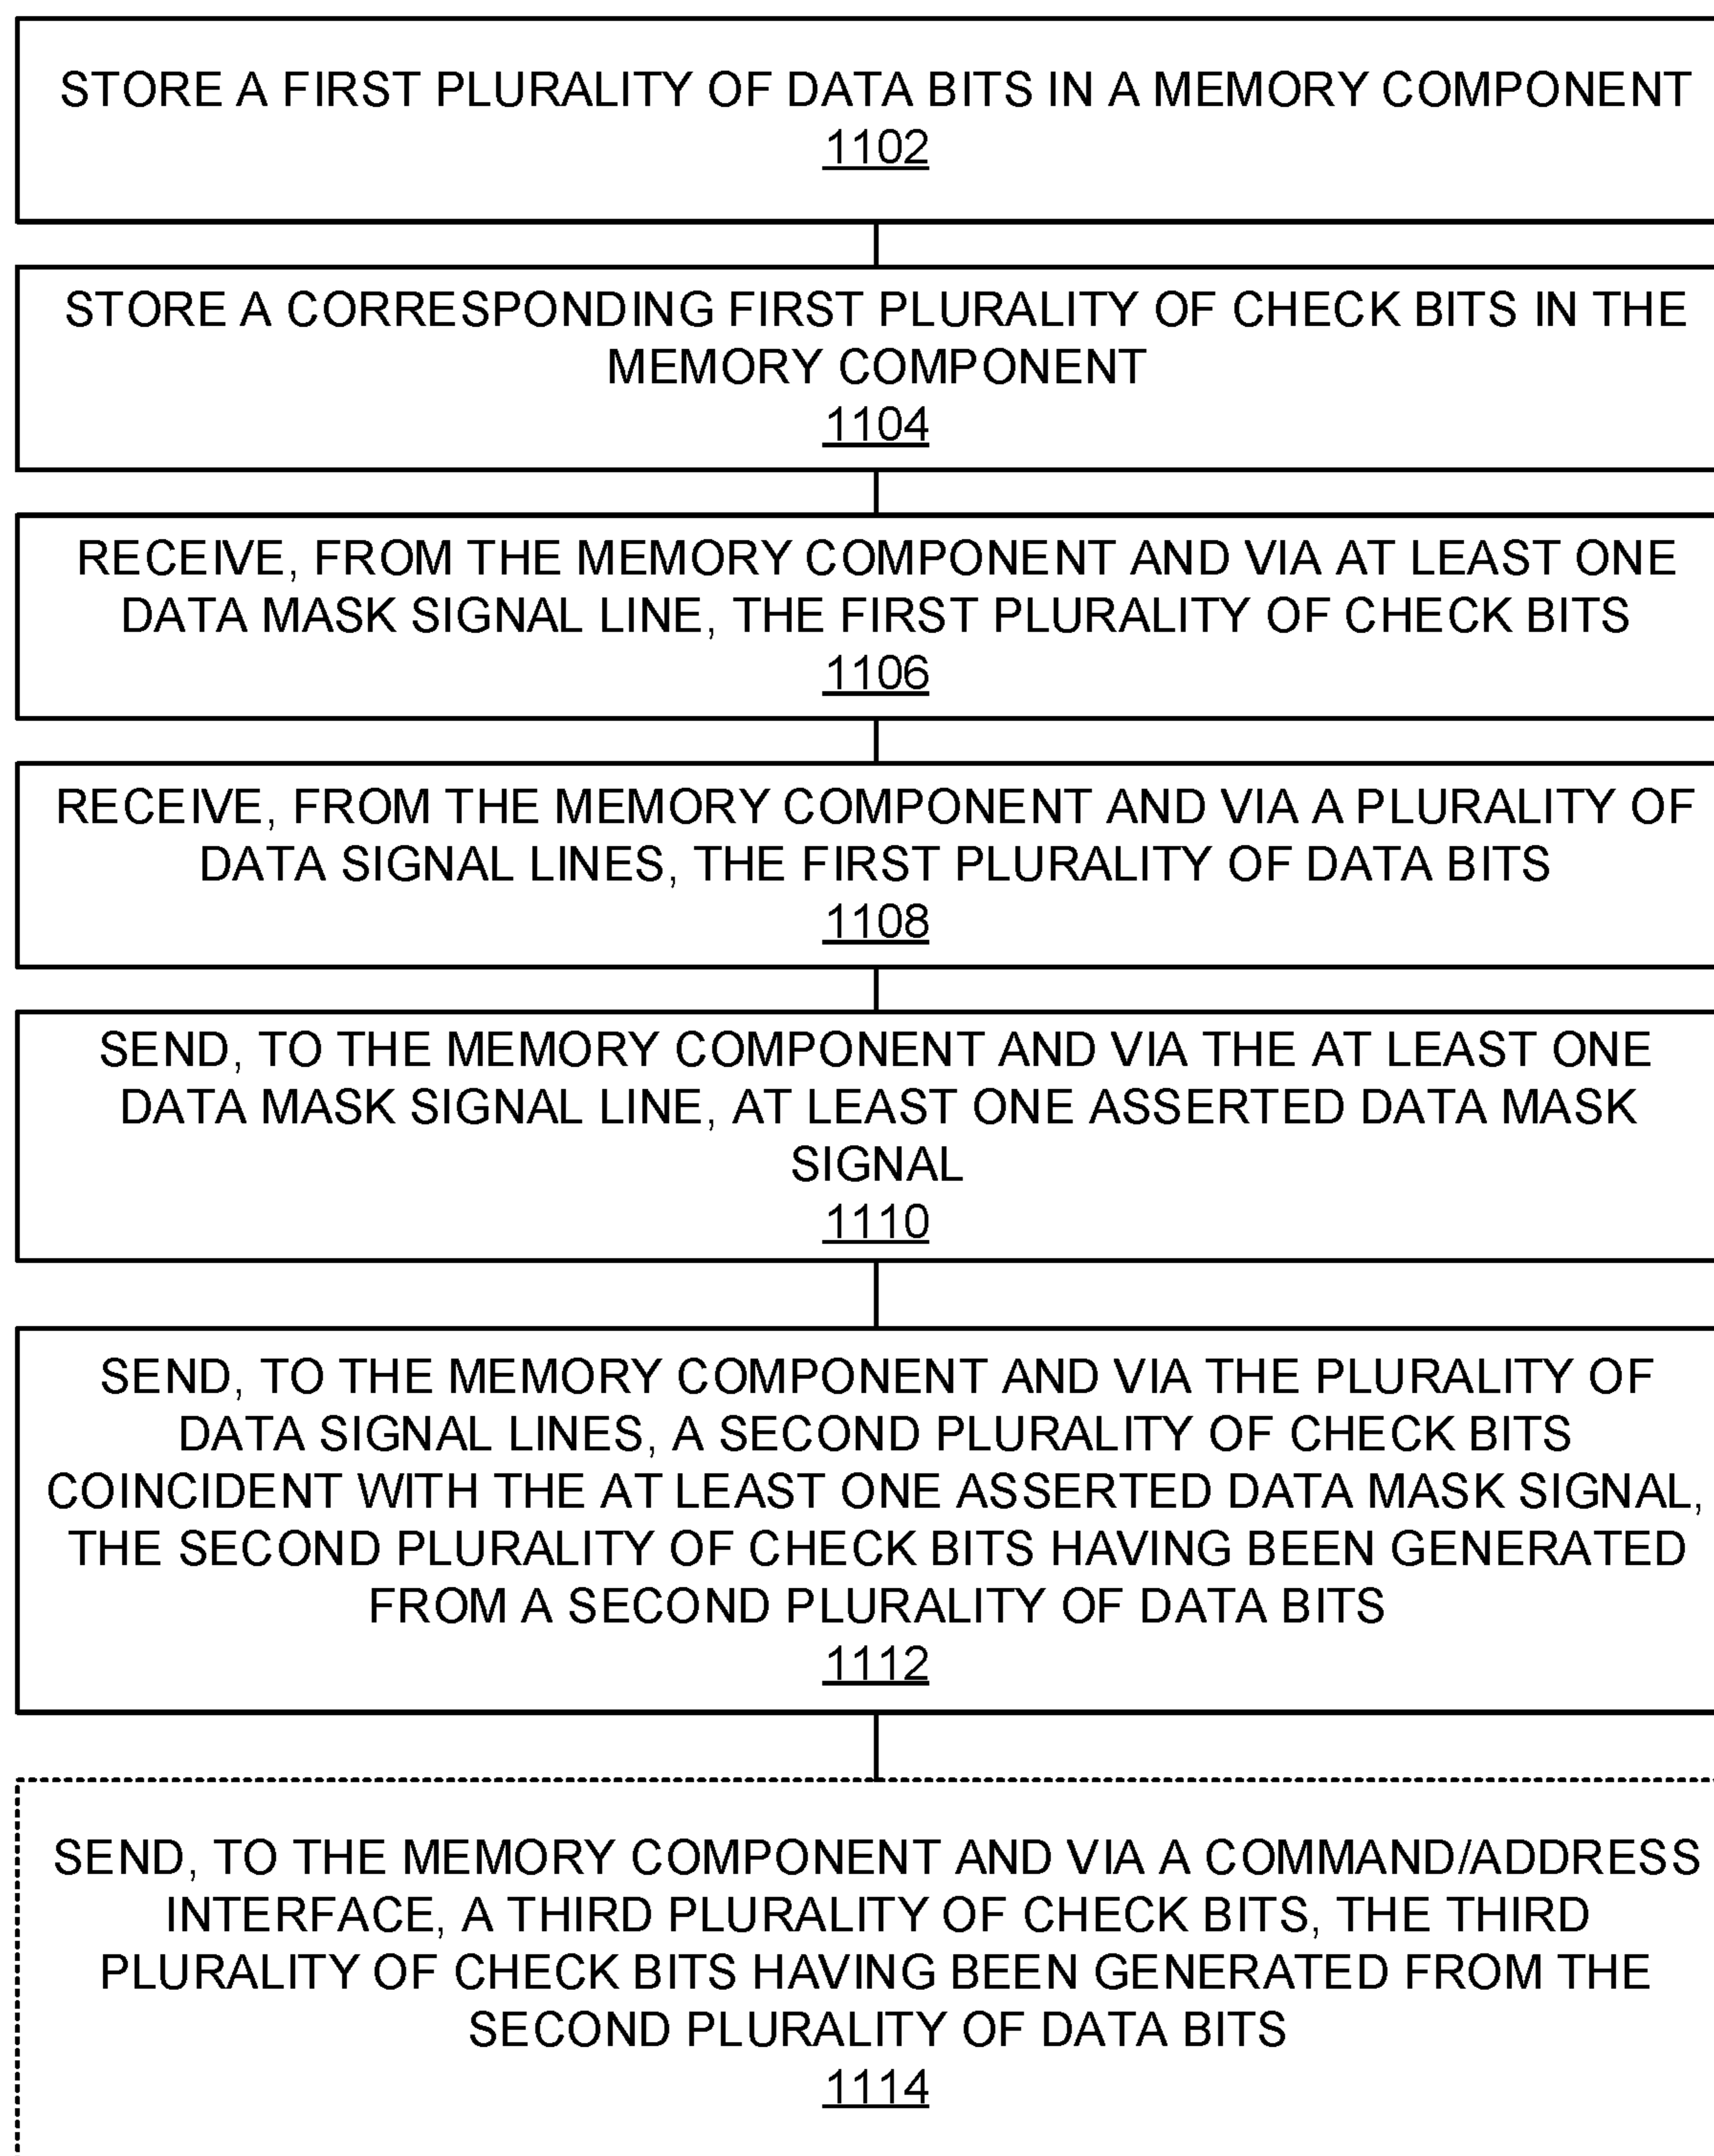 STORE A FIRST PLURALITY OF DATA BITS IN A MEMORY COMPONENT
1102
STORE A CORRESPONDING FIRST PLURALITY OF CHECK BITS IN THE
MEMORY COMPONENT
1104
RECEIVE, FROM THE MEMORY COMPONENT AND VIA AT LEAST ONE
DATA MASK SIGNAL LINE, THE FIRST PLURALITY OF CHECK BITS
1106
RECEIVE, FROM THE MEMORY COMPONENT AND VIA A PLURALITY OF
DATA SIGNAL LINES, THE FIRST PLURALITY OF DATA BITS
1108
SEND, TO THE MEMORY COMPONENT AND VIA THE AT LEAST ONE
DATA MASK SIGNAL LINE, AT LEAST ONE ASSERTED DATA MASK
SIGNAL
1110
SEND, TO THE MEMORY COMPONENT AND VIA THE PLURALITY OF
DATA SIGNAL LINES, A SECOND PLURALITY OF CHECK BITS
COINCIDENT WITH THE AT LEAST ONE ASSERTED DATA MASK SIGNAL,
THE SECOND PLURALITY OF CHECK BITS HAVING BEEN GENERATED
FROM A SECOND PLURALITY OF DATA BITS
1112
SEND, TO THE MEMORY COMPONENT AND VIA A COMMAND/ADDRESS
INTERFACE, A THIRD PLURALITY OF CHECK BITS, THE THIRD
PLURALITY OF CHECK BITS HAVING BEEN GENERATED FROM THE
SECOND PLURALITY OF DATA BITS
1114